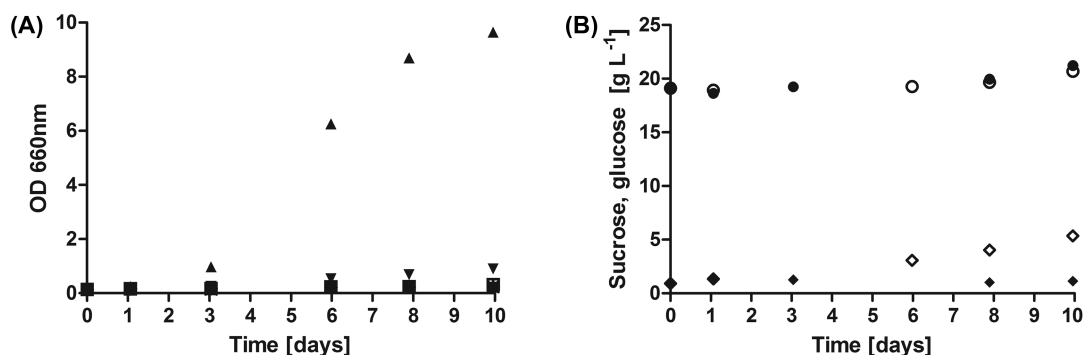 (A)
10
8
6
4
2
0
OD 660nm
0 1 2 3 4 5 6 7 8 9 10
Time [days]
(B)
25
20
15
10
5
0
Sucrose, glucose [g L⁻¹]
0 1 2 3 4 5 6 7 8 9 10
Time [days]